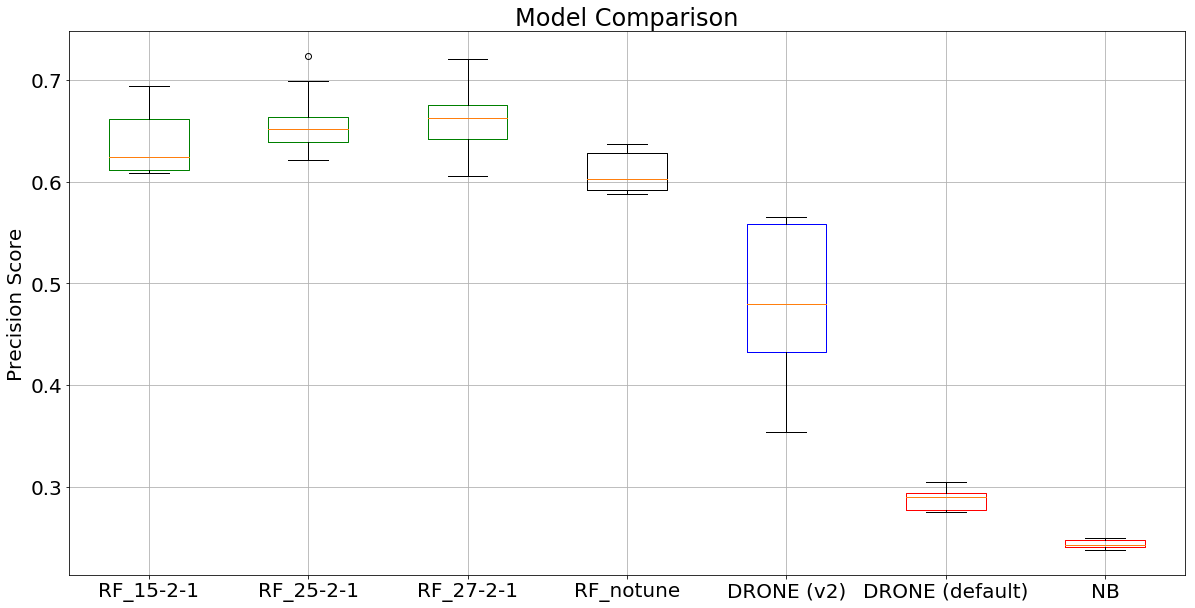 Model Comparison
Precision Score
0.7
0.6
0.5
0.4
0.3
RF_15-2-1 RF_25-2-1 RF_27-2-1 RF_notune DRONE (v2) DRONE (default) NB